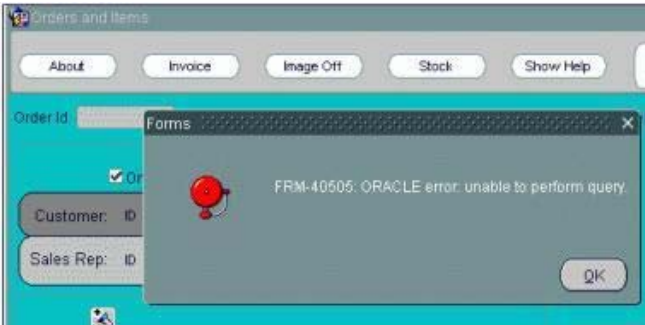 Orders and Items
About Invoice Image Off Stock Show Help
Order Id
Forms
FRM-40505: ORACLE error: unable to perform query.
Or
Customer: ID
Sales Rep: ID
OK